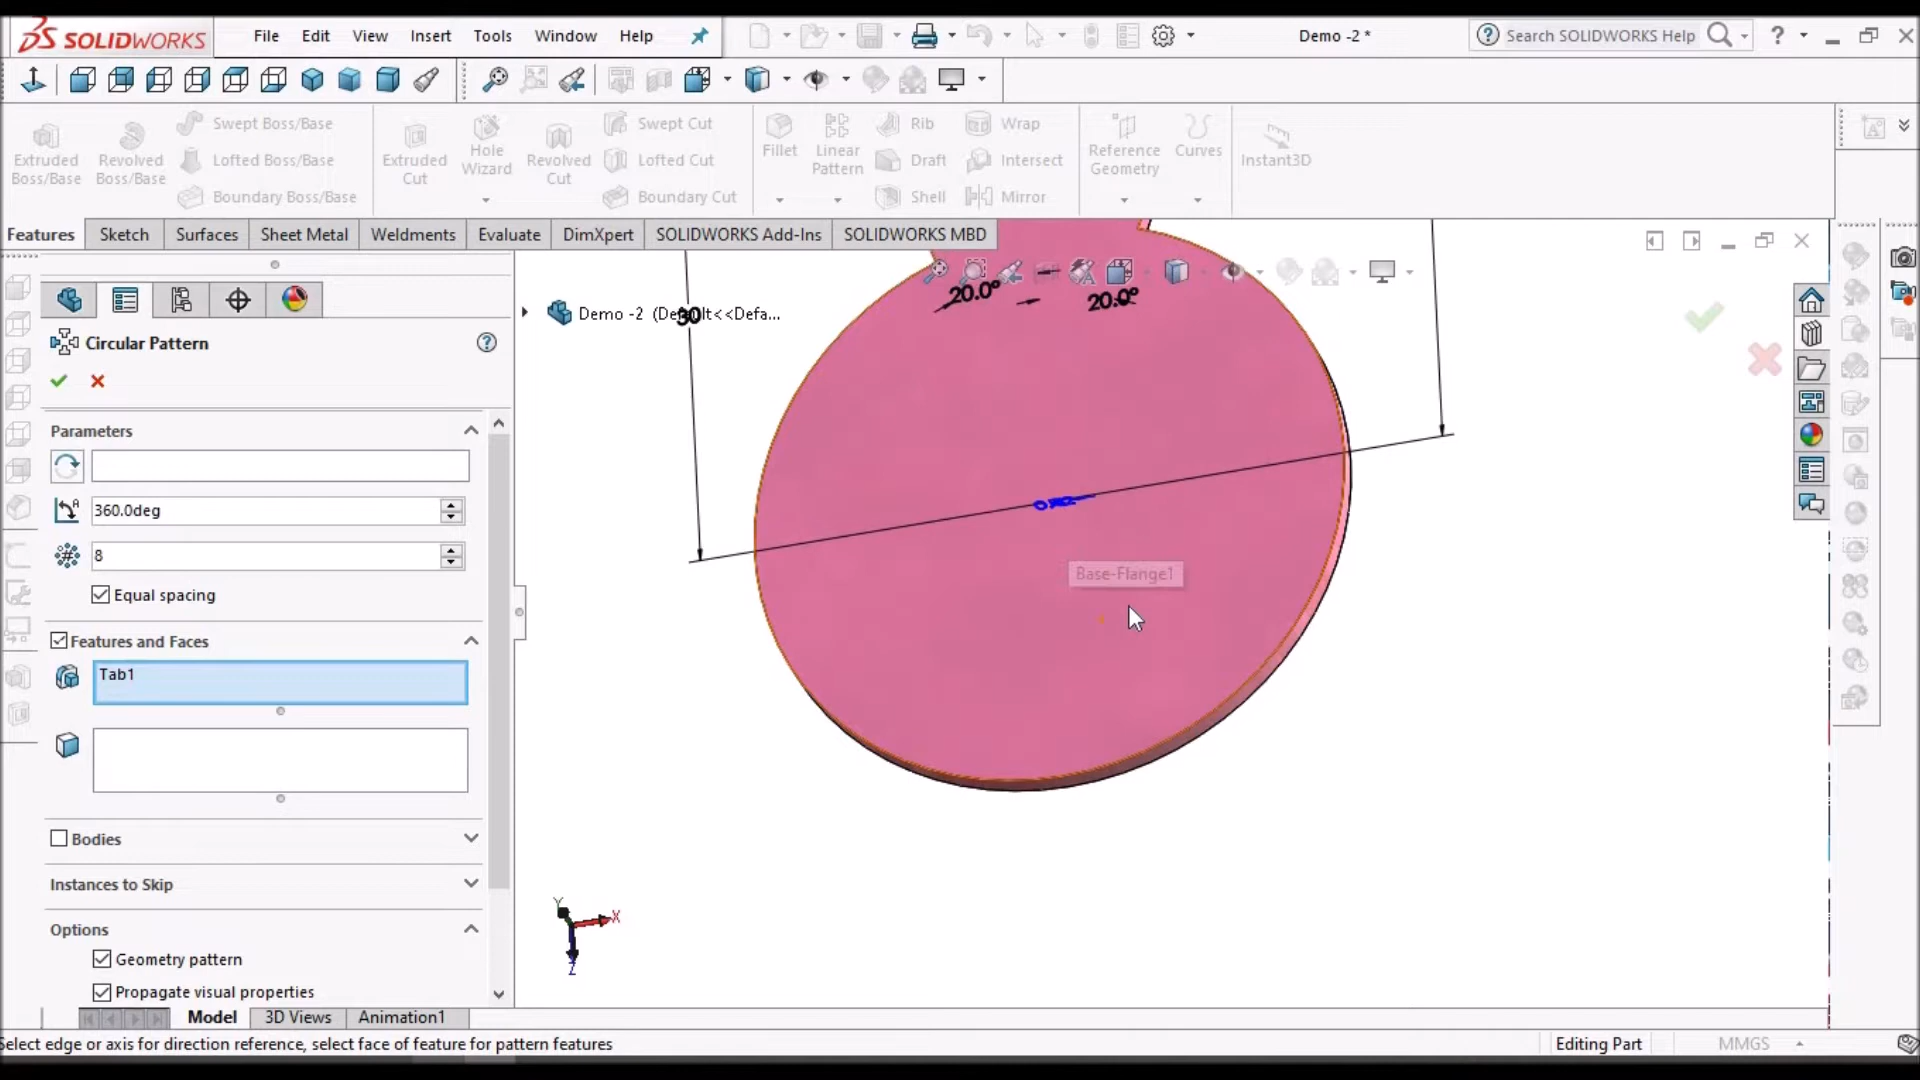 SOLIDWORKS
File Edit View Insert Tools Window Help
Demo -2 *
Search SOLIDWORKS Help
Extruded Boss/Base
Revolved Boss/Base
Swept Boss/Base
Lofted Boss/Base
Boundary Boss/Base
Extruded Cut
Hole Wizard
Revolved Cut
Swept Cut
Lofted Cut
Boundary Cut
Fillet
Linear Pattern
Rib
Draft
Shell
Wrap
Intersect
Mirror
Reference Geometry
Curves
Instant3D
Features Sketch Surfaces Sheet Metal Weldments Evaluate DimXpert SOLIDWORKS Add-Ins SOLIDWORKS MBD
Demo -2
30
20.0°
20.0°
Circular Pattern
Parameters
360.0deg
8
Equal spacing
Features and Faces
Tab1
Bodies
Instances to Skip
Options
Geometry pattern
Propagate visual properties
Base-Flange1
Y
X
Z
Model 3D Views Animation1
Select edge or axis for direction reference, select face of feature for pattern features
Editing Part
MMGS